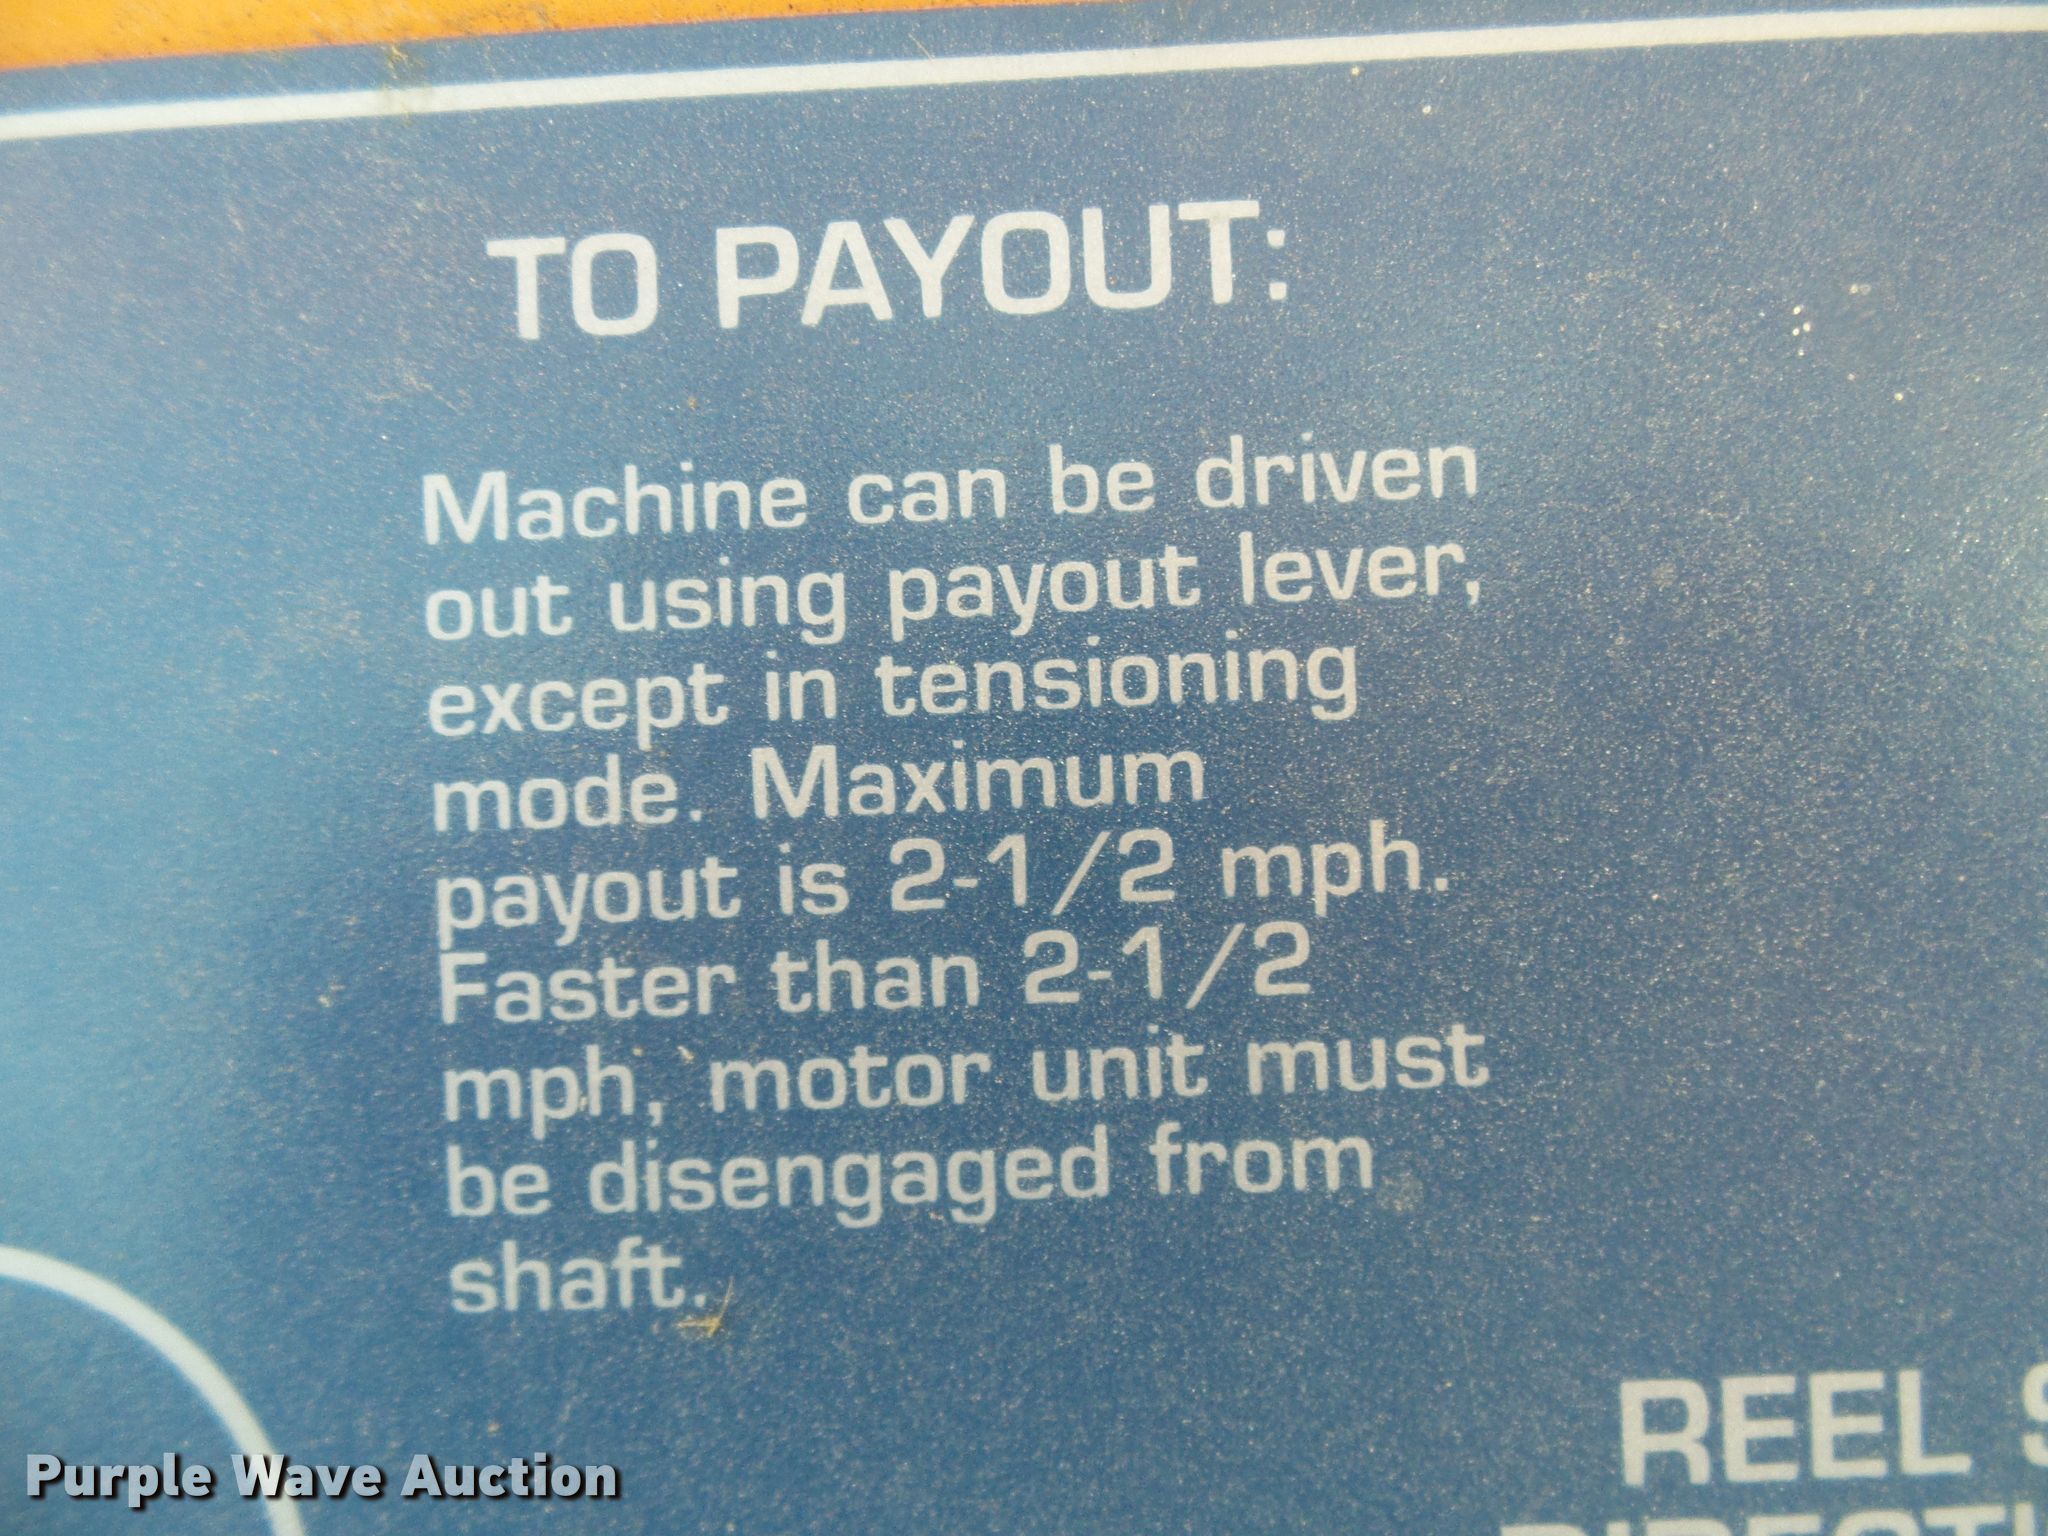 TO PAYOUT:
Machine can be driven
out using payout lever,
except in tensioning
mode. Maximum
payout is 2-1/2 mph.
Faster than 2-1/2
mph, motor unit must
be disengaged from
shaft.
REEL
Purple Wave Auction